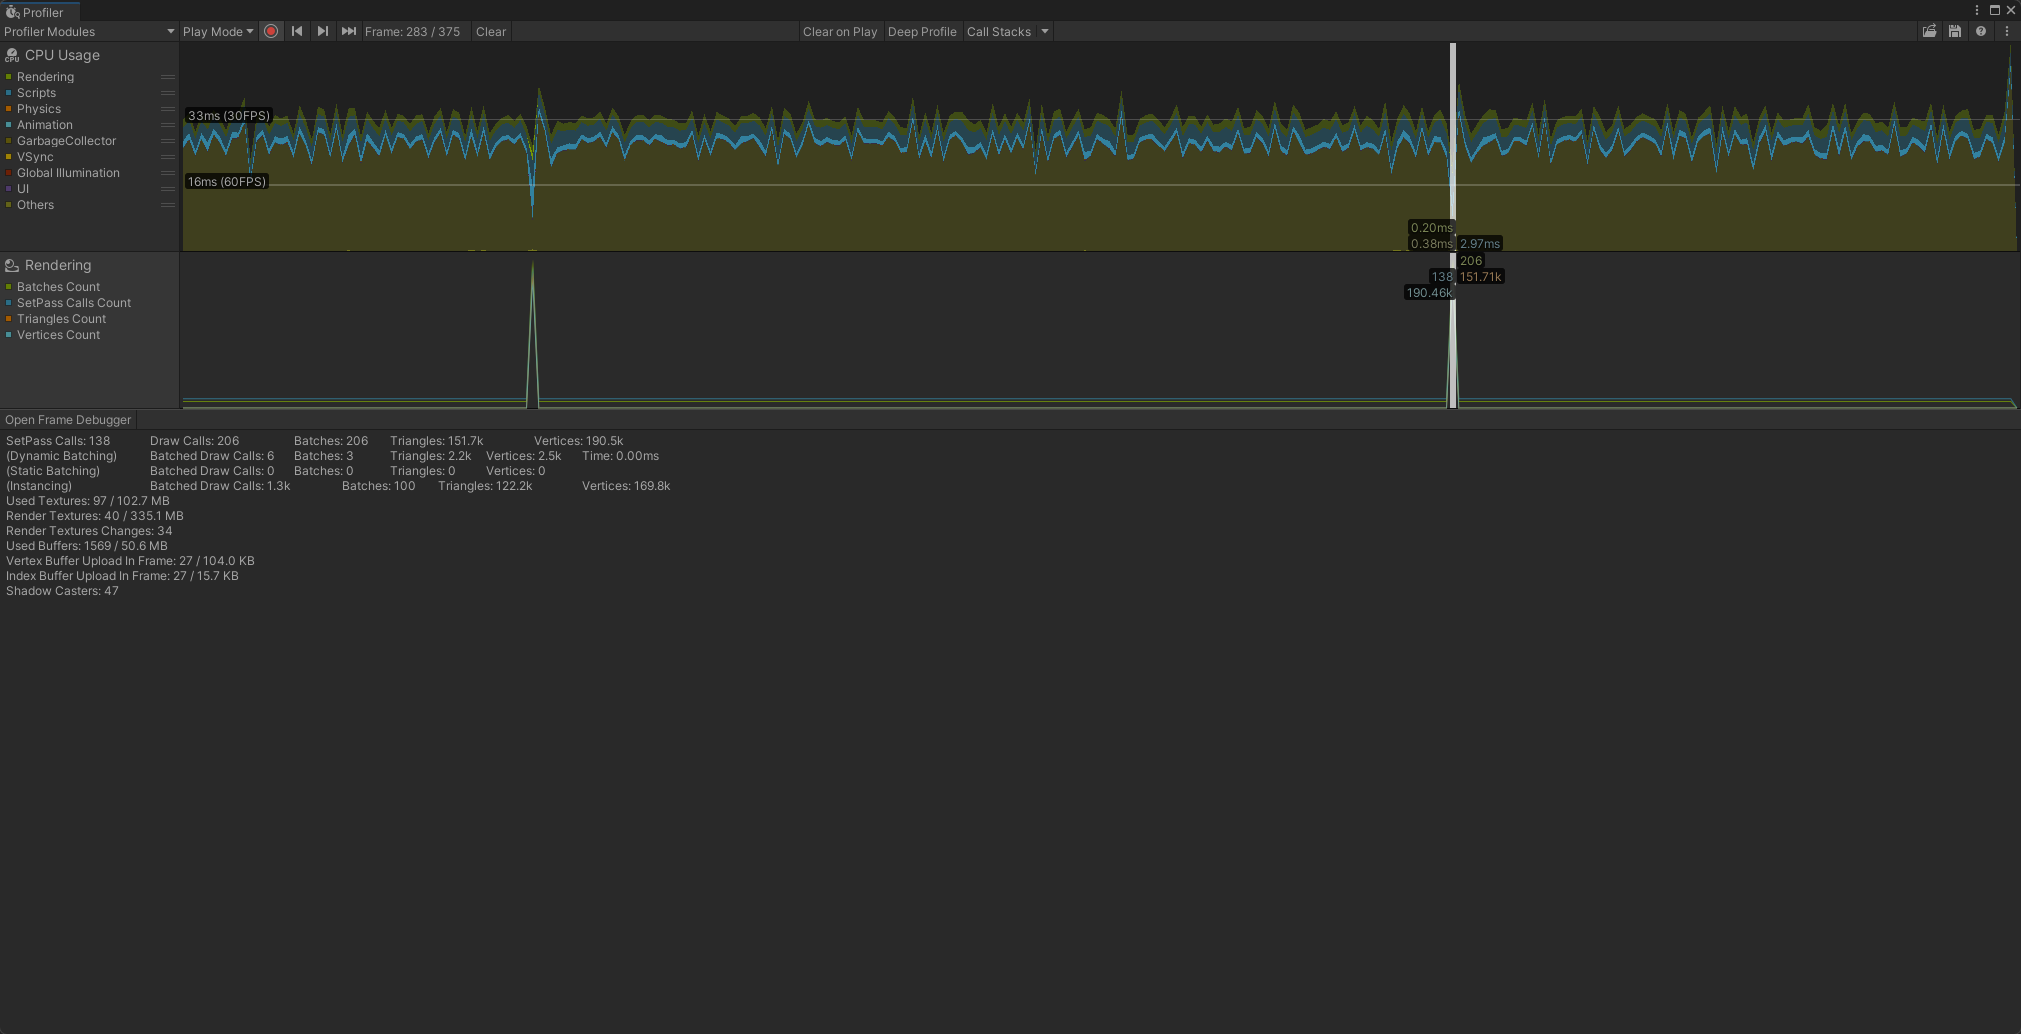 Profiler
Profiler Modules
Play Mode
Frame: 283 / 375
Clear
Clear on Play
Deep Profile
Call Stacks
CPU Usage
Rendering
Scripts
Physics
Animation
GarbageCollector
VSync
Global Illumination
UI
Others
33ms (30FPS)
16ms (60FPS)
0.20ms
0.38ms
2.97ms
Rendering
Batches Count
SetPass Calls Count
Triangles Count
Vertices Count
206
138
151.71k
190.46k
Open Frame Debugger
SetPass Calls: 138 Draw Calls: 206 Batches: 206 Triangles: 151.7k Vertices: 190.5k
(Dynamic Batching) Batched Draw Calls: 6 Batches: 3 Triangles: 2.2k Vertices: 2.5k Time: 0.00ms
(Static Batching) Batched Draw Calls: 0 Batches: 0 Triangles: 0 Vertices: 0
(Instancing) Batched Draw Calls: 1.3k Batches: 100 Triangles: 122.2k Vertices: 169.8k
Used Textures: 97 / 102.7 MB
Render Textures: 40 / 335.1 MB
Render Textures Changes: 34
Used Buffers: 1569 / 50.6 MB
Vertex Buffer Upload In Frame: 27 / 104.0 KB
Index Buffer Upload In Frame: 27 / 15.7 KB
Shadow Casters: 47